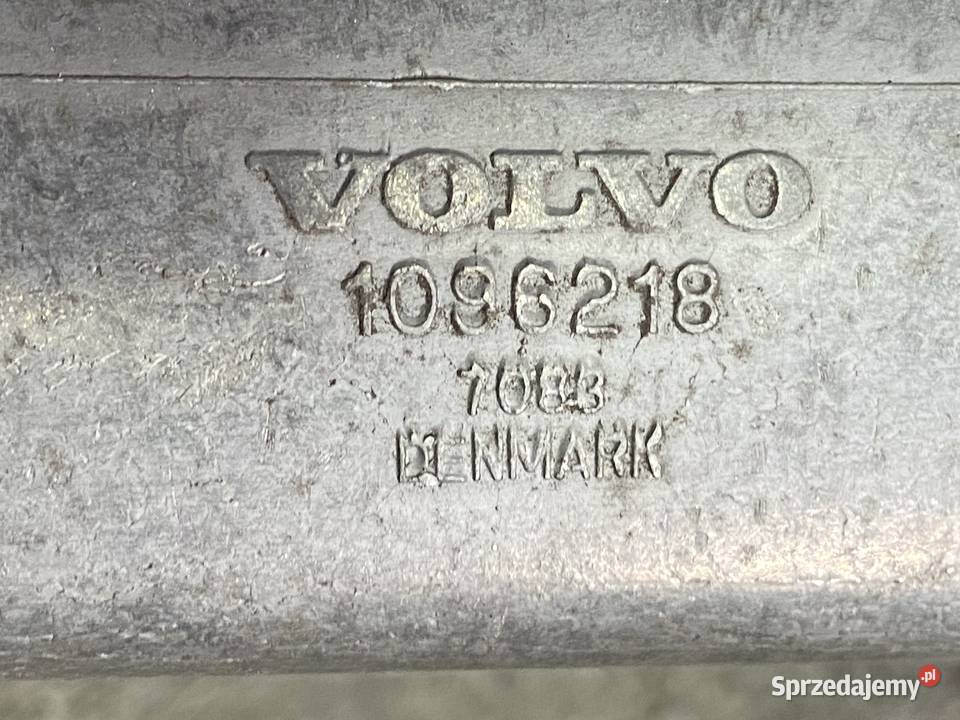 VOLVO
1096218
7083
DENMARK
Sprzedajemy.pl